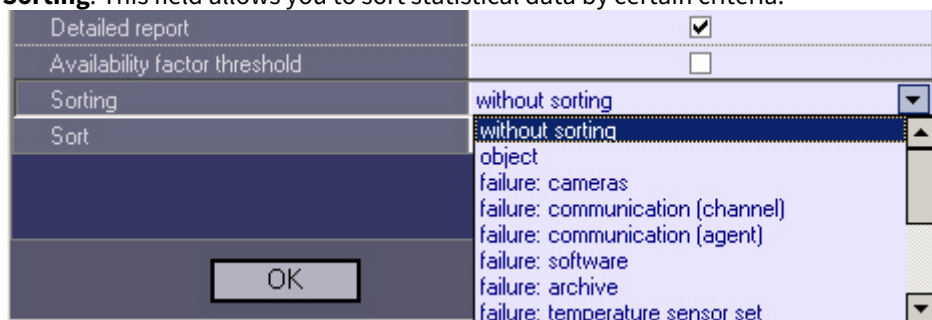 Sorting. This field allows you to sort statistical data by certain criteria.
Detailed report
Availability factor threshold
Sorting without sorting
Sort without sorting
object
failure: cameras
failure: communication (channel)
failure: communication (agent)
failure: software
OK failure: archive
failure: temperature sensor set